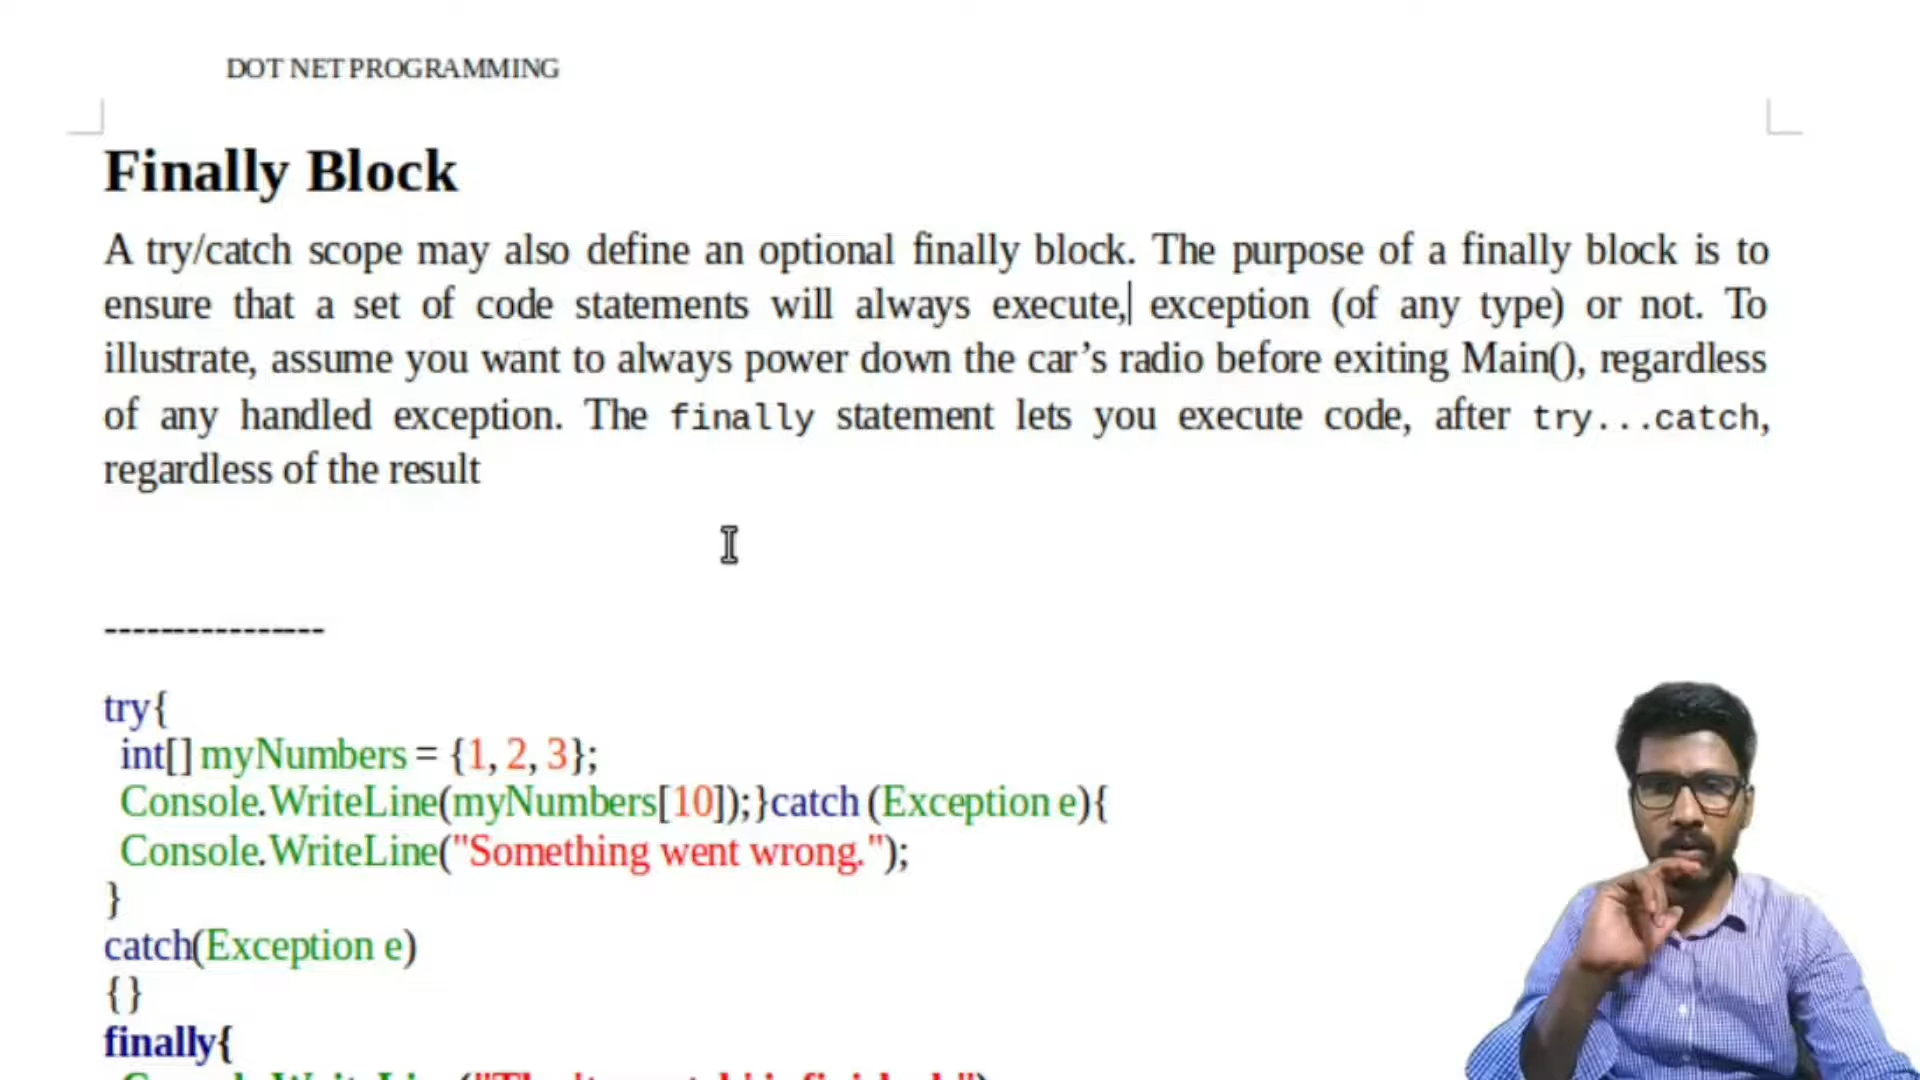 DOT NET PROGRAMMING
Finally Block
A try/catch scope may also define an optional finally block. The purpose of a finally block is to
ensure that a set of code statements will always execute, exception (of any type) or not. To
illustrate, assume you want to always power down the car’s radio before exiting Main(), regardless
of any handled exception. The finally statement lets you execute code, after try...catch,
regardless of the result
----------------
try{
int[] myNumbers = {1, 2, 3};
Console.WriteLine(myNumbers[10]);}catch (Exception e){
Console.WriteLine("Something went wrong.");
}
catch(Exception e)
{}
finally{